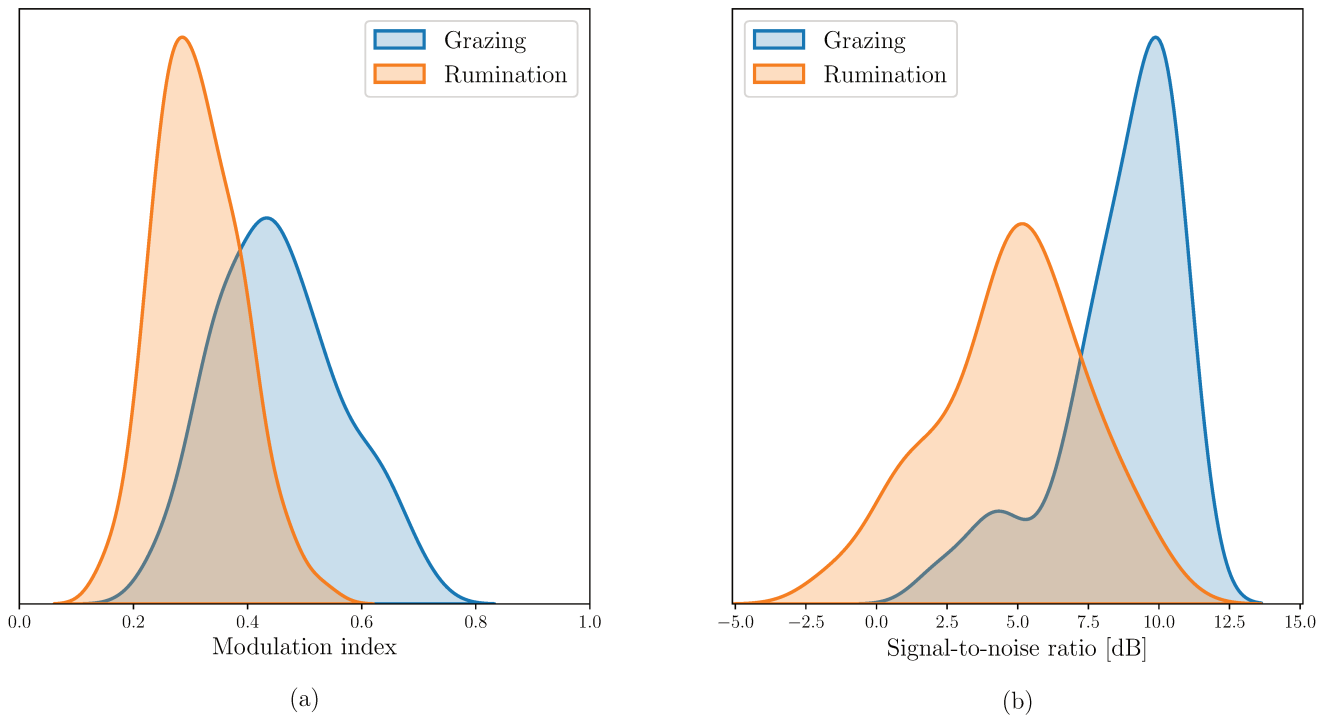 Grazing
Rumination
0.0 0.2 0.4 0.6 0.8 1.0
Modulation index
(a)
Grazing
Rumination
−5.0 −2.5 0.0 2.5 5.0 7.5 10.0 12.5 15.0
Signal-to-noise ratio [dB]
(b)